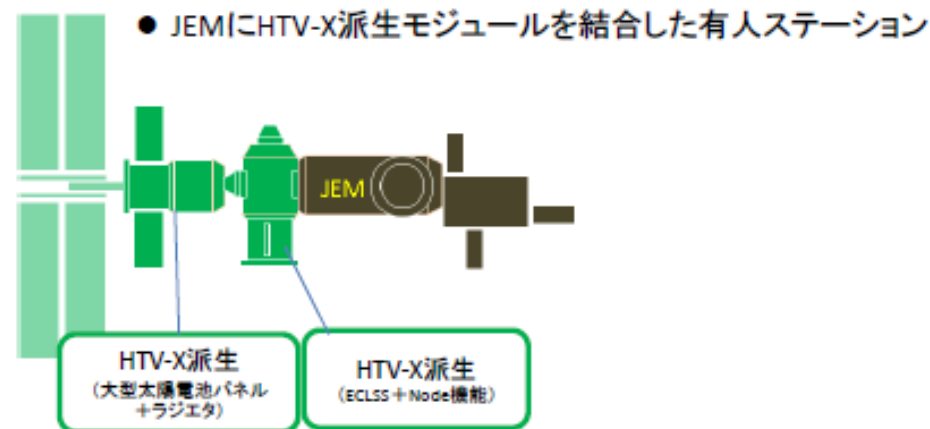 ● JEMにHTV-X派生モジュールを結合した有人ステーション
JEM
HTV-X派生
(大型太陽電池パネル
＋ラジエタ)
HTV-X派生
(ECLSS＋Node機能)